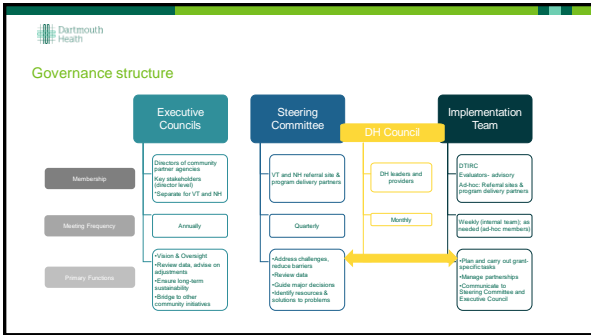 Dartmouth
Health
Governance structure
Executive
Councils
Steering
Committee
DH Council
Implementation
Team
Membership
Directors of community
partner agencies
Key stakeholders
(director level)
*Separate for VT and NH
VT and NH referral site &
program delivery partners
DH leaders and
providers
DTIRC
Evaluators- advisory
Ad-hoc: Referral sites &
program delivery partners
Meeting Frequency
Annually
Quarterly
Monthly
Weekly (internal team); as
needed (ad-hoc members)
Primary Functions
•Vision & Oversight
•Review data, advise on
adjustments
•Ensure long-term
sustainability
•Bridge to other
community initiatives
•Address challenges,
reduce barriers
•Review data
•Guide major decisions
•Identify resources &
solutions to problems
•Plan and carry out grant-
specific tasks
•Manage partnerships
•Communicate to
Steering Committee and
Executive Council